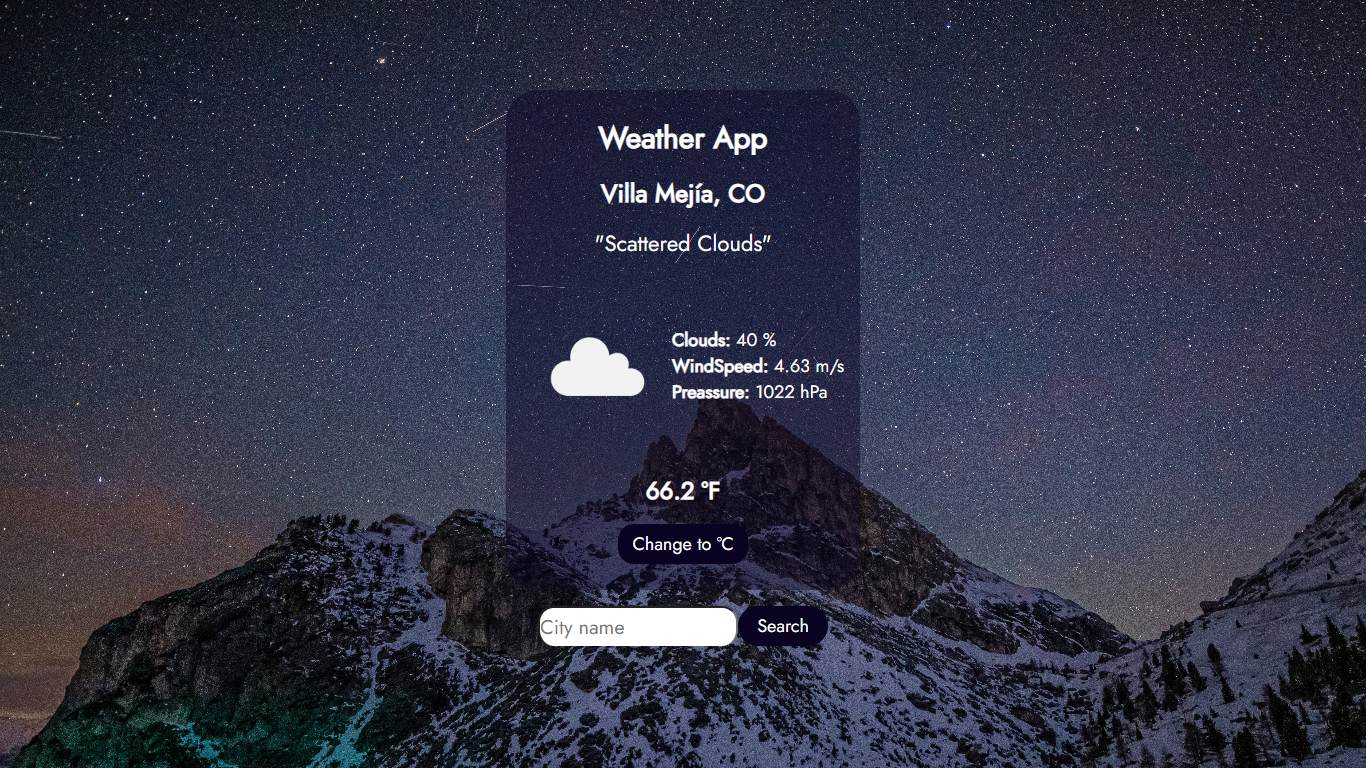 Weather App
Villa Mejía, CO
"Scattered Clouds"
Clouds: 40 %
WindSpeed: 4.63 m/s
Preassure: 1022 hPa
66.2 °F
Change to °C
City name
Search